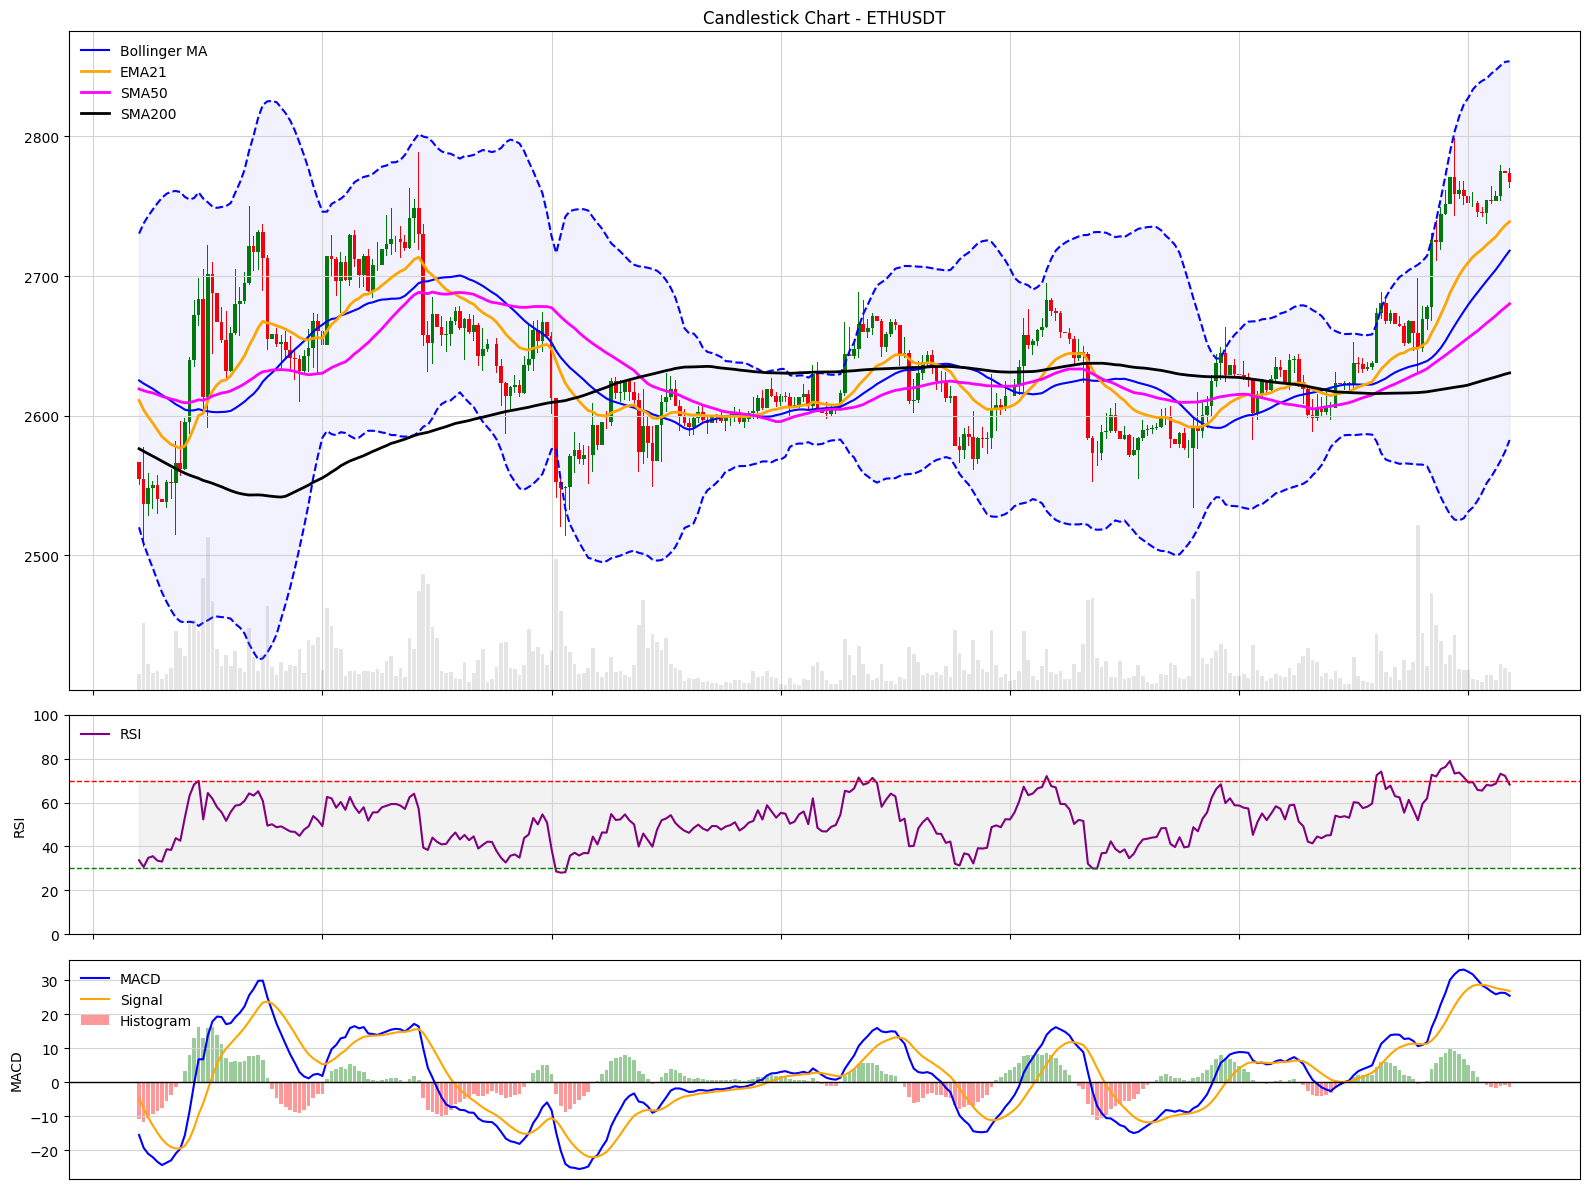 Candlestick Chart - ETHUSDT
Bollinger MA
EMA21
SMA50
SMA200
2800
2700
2600
2500
RSI
100
80
60
40
20
0
RSI
MACD
Signal
Histogram
30
20
10
0
−10
−20
MACD